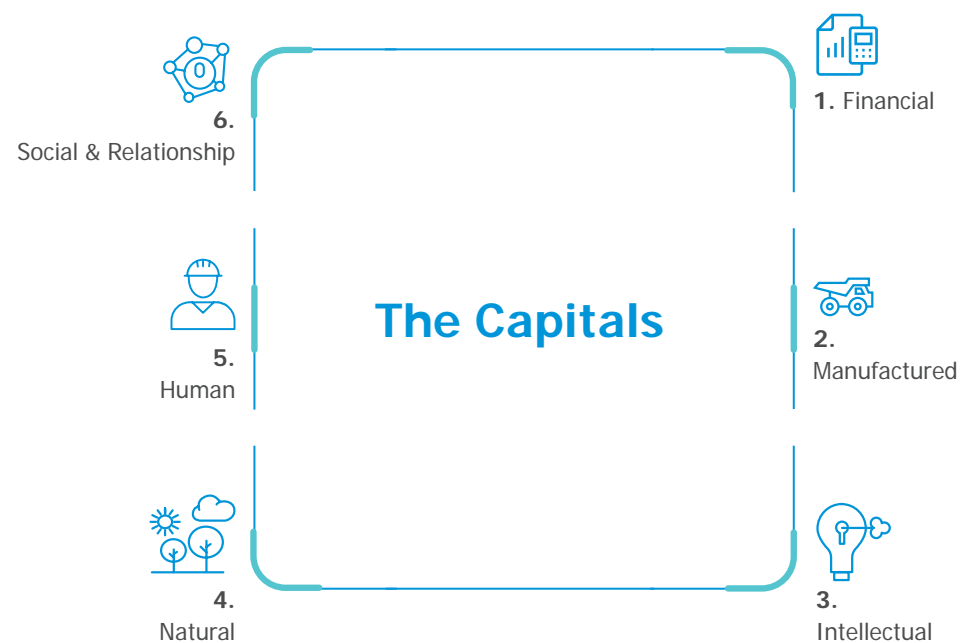 1. Financial
2.
Manufactured
3.
Intellectual
4.
Natural
5.
Human
6.
Social & Relationship
The Capitals